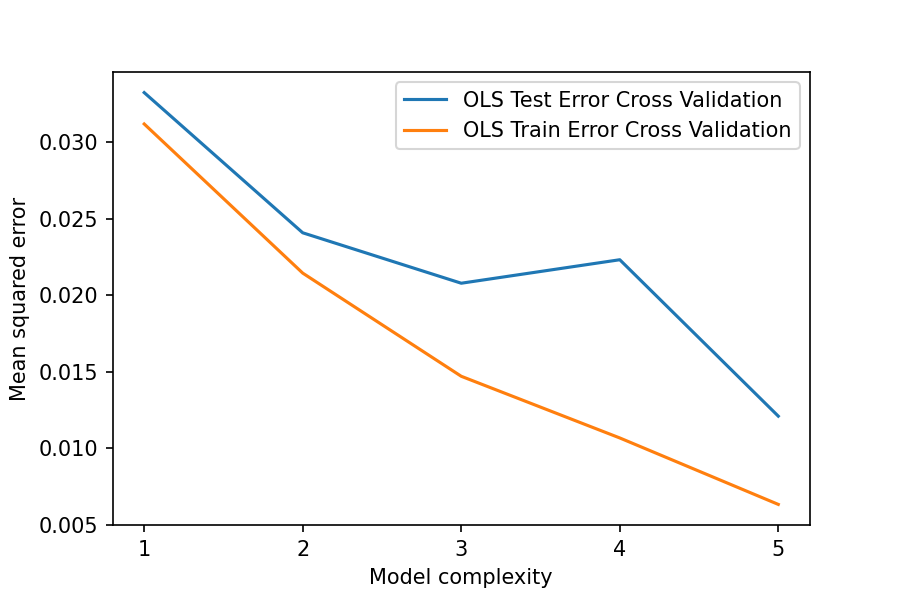 OLS Test Error Cross Validation
OLS Train Error Cross Validation
Mean squared error
0.030
0.025
0.020
0.015
0.010
0.005
1 2 3 4 5
Model complexity